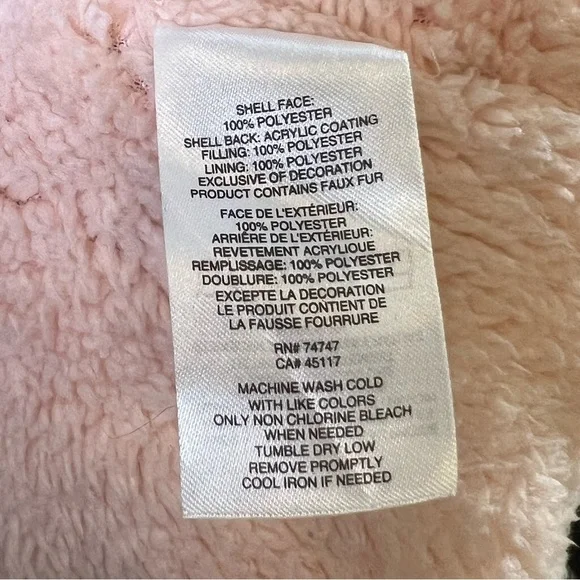 SHELL FACE:
100% POLYESTER
SHELL BACK: ACRYLIC COATING
FILLING: 100% POLYESTER
LINING: 100% POLYESTER
EXCLUSIVE OF DECORATION
PRODUCT CONTAINS FAUX FUR
FACE DE L'EXTÉRIEUR:
100% POLYESTER
ARRIÈRE DE L'EXTÉRIEUR:
REVETEMENT ACRYLIQUE
REMPLISSAGE: 100% POLYESTER
DOUBLURE: 100% POLYESTER
EXCEPTE LA DECORATION
LE PRODUIT CONTIENT DE
LA FAUSSE FOURRURE
RN# 74747
CA# 45117
MACHINE WASH COLD
WITH LIKE COLORS
ONLY NON CHLORINE BLEACH
WHEN NEEDED
TUMBLE DRY LOW
REMOVE PROMPTLY
COOL IRON IF NEEDED